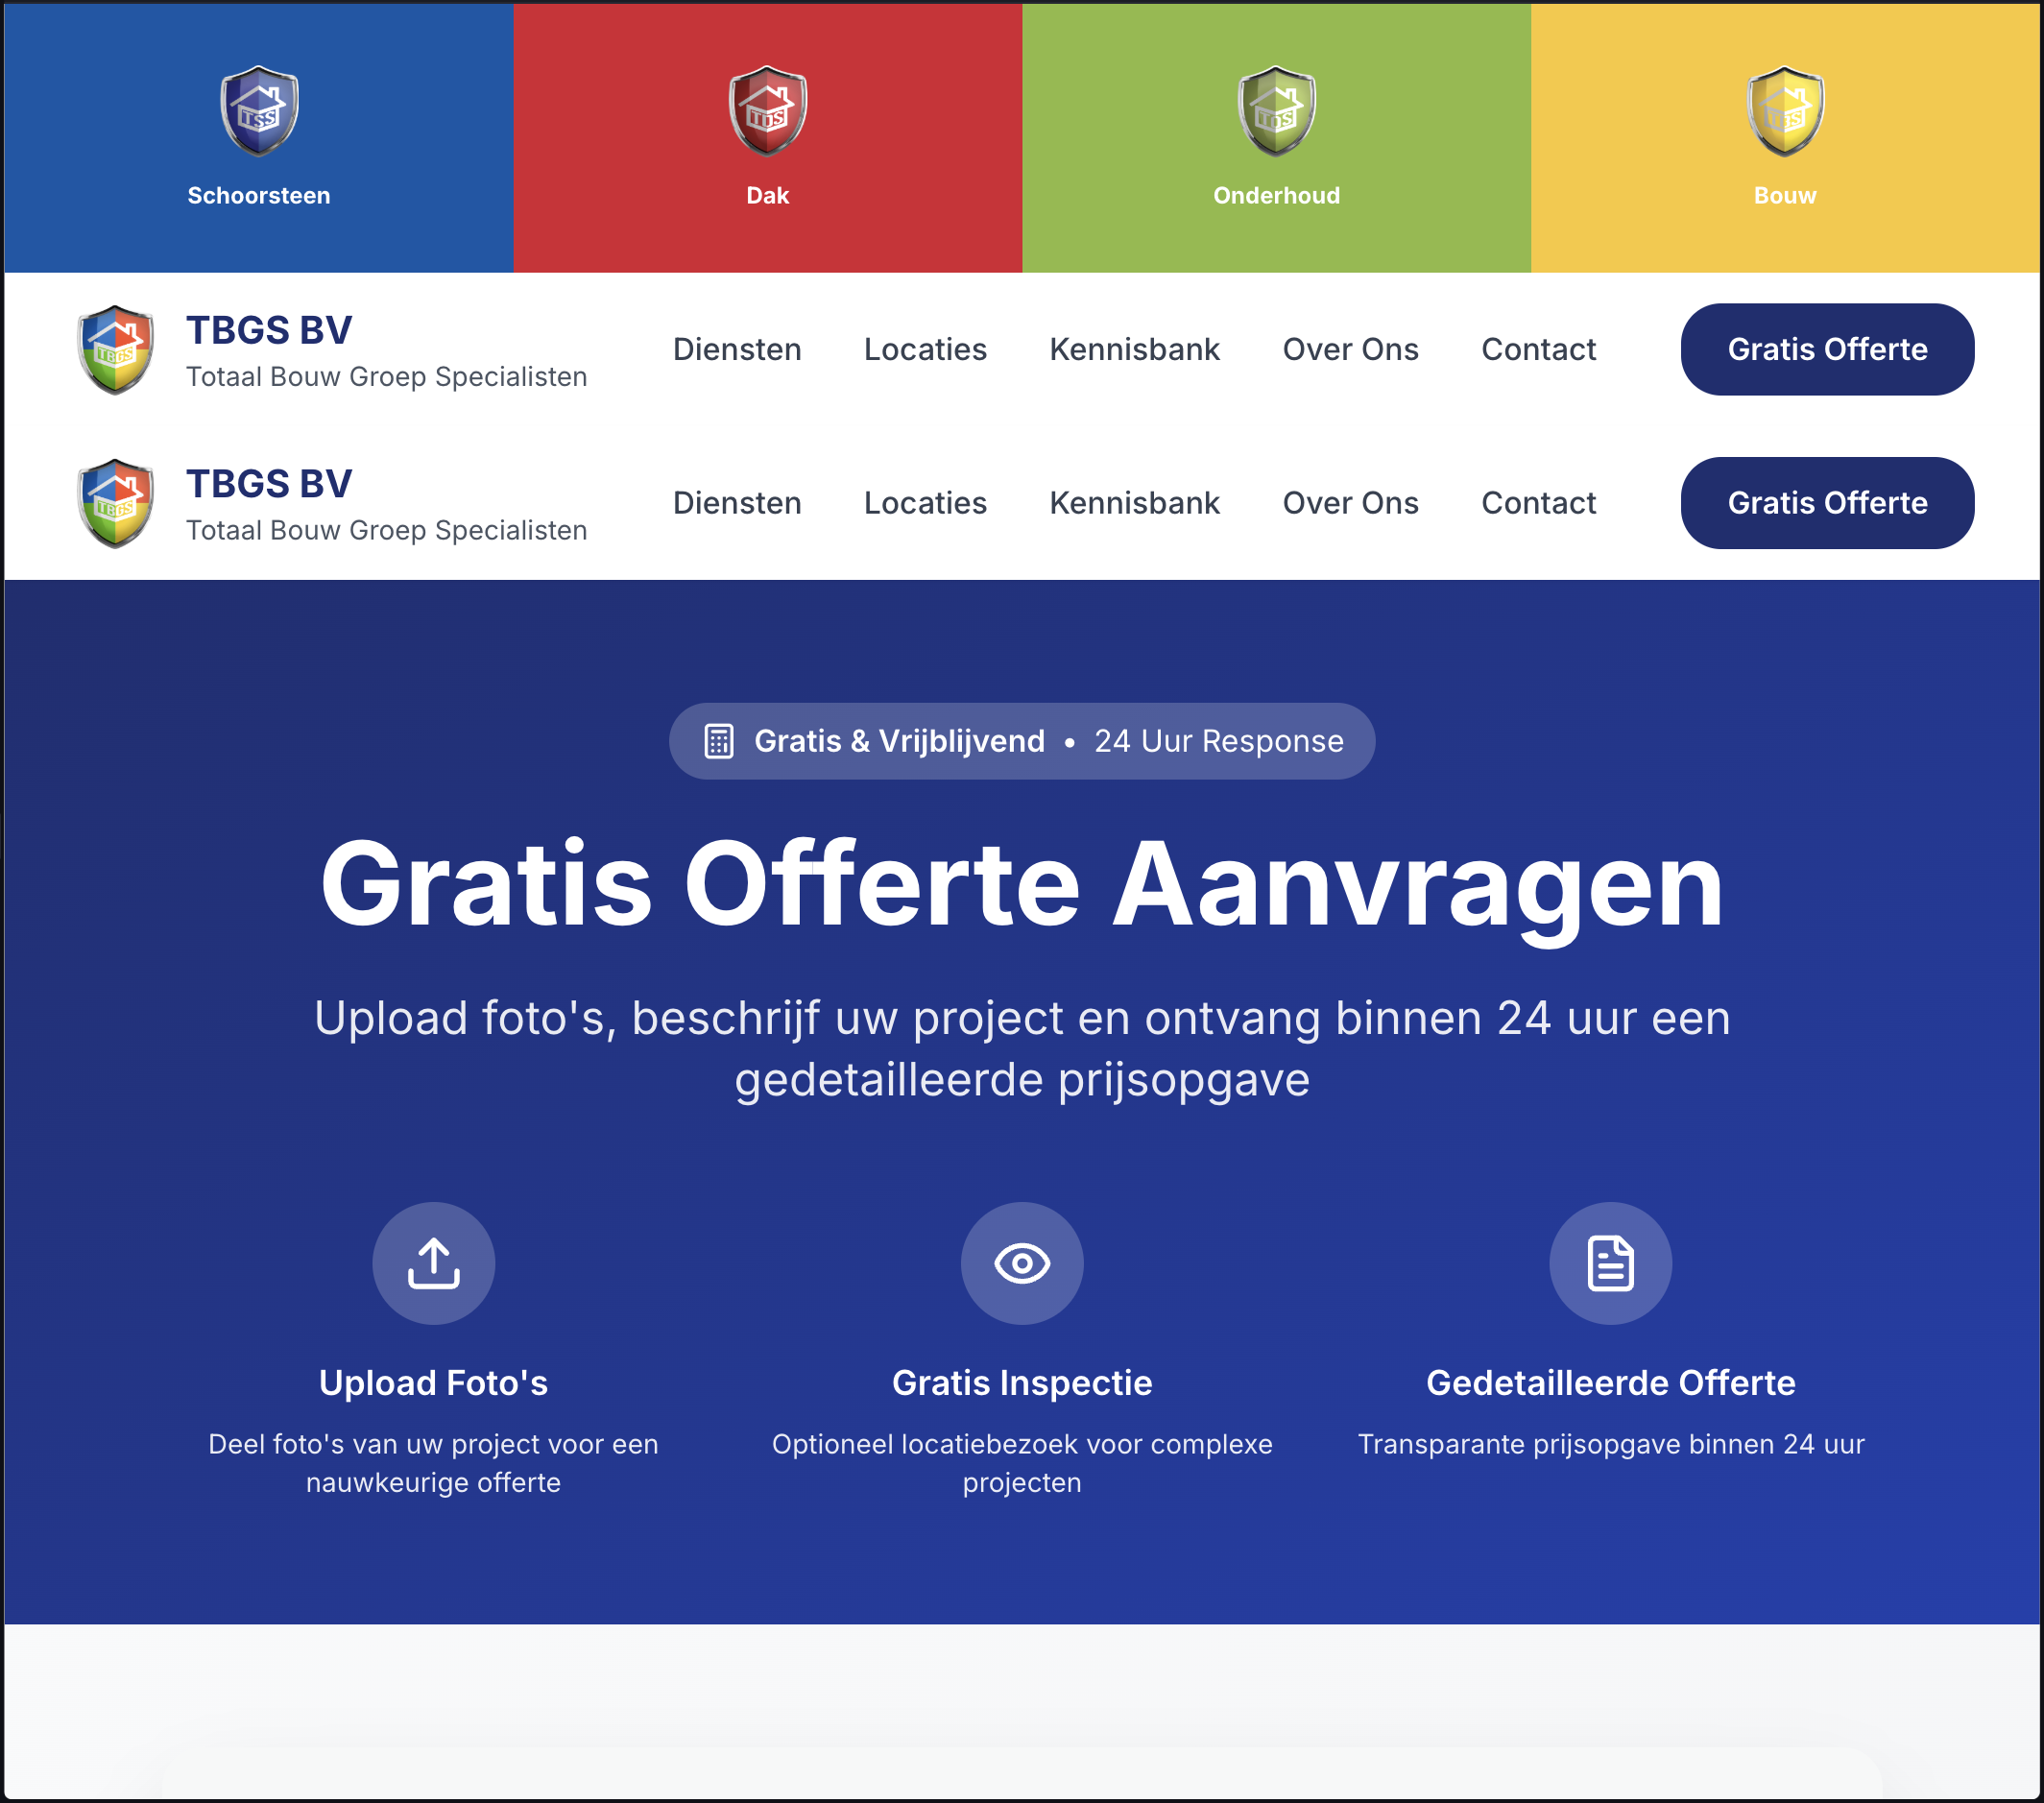 TSS
TDS
TOS
TBS
Schoorsteen
Dak
Onderhoud
Bouw
TBGS
TBGS BV
Totaal Bouw Groep Specialisten
Diensten
Locaties
Kennisbank
Over Ons
Contact
Gratis Offerte
TBGS
TBGS BV
Totaal Bouw Groep Specialisten
Diensten
Locaties
Kennisbank
Over Ons
Contact
Gratis Offerte
Gratis & Vrijblijvend • 24 Uur Response
Gratis Offerte Aanvragen
Upload foto's, beschrijf uw project en ontvang binnen 24 uur een
gedetailleerde prijsopgave
Upload Foto's
Deel foto's van uw project voor een
nauwkeurige offerte
Gratis Inspectie
Optioneel locatiebezoek voor complexe
projecten
Gedetailleerde Offerte
Transparante prijsopgave binnen 24 uur